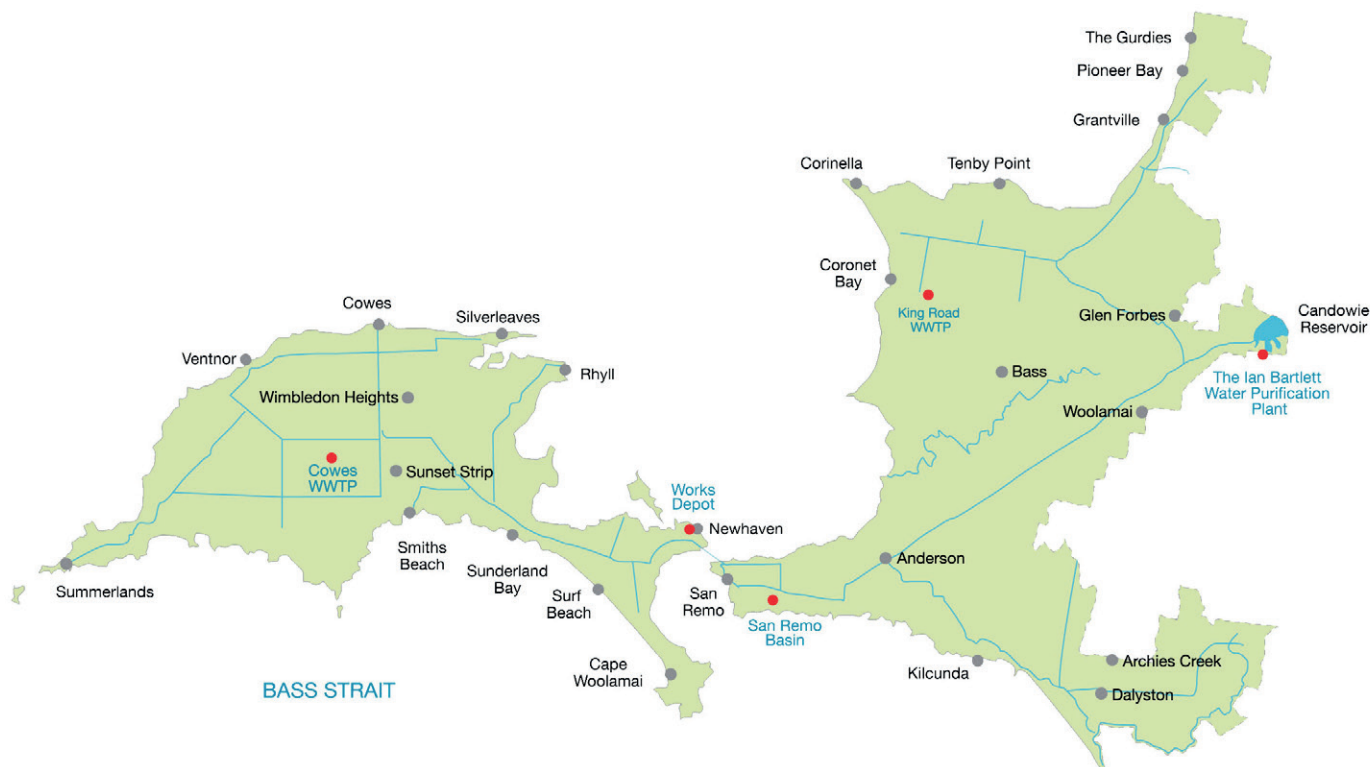 The Gurdies
Pioneer Bay
Grantville
Corinella
Tenby Point
Coronet
Bay
King Road
WWTP
Glen Forbes
Candowie
Reservoir
Bass
The Ian Bartlett
Water Purification
Plant
Woolamai
Cowes
Silverleaves
Ventnor
Rhyll
Wimbledon Heights
Cowes
WWTP
Sunset Strip
Works
Depot
Newhaven
Smiths
Beach
Summerlands
Sunderland
Bay
Surf
Beach
San
Remo
Anderson
San Remo
Basin
Cape
Woolamai
Kilcunda
Archies Creek
Dalyston
BASS STRAIT